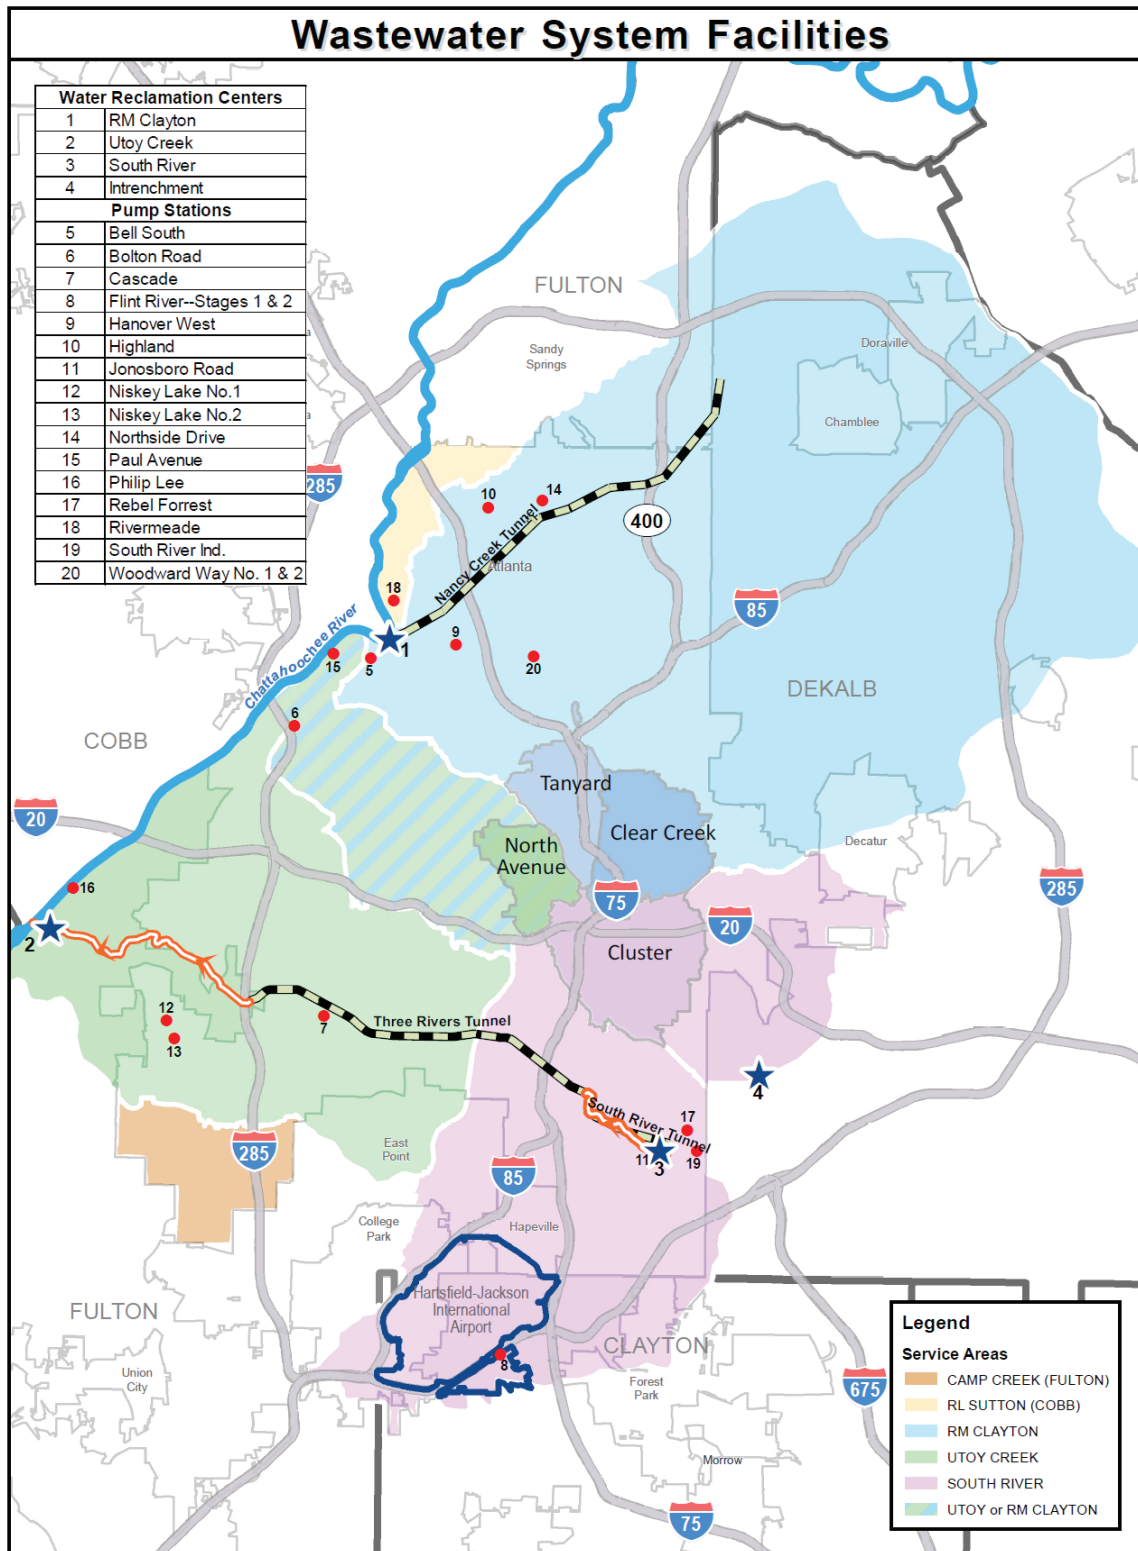 Wastewater System Facilities
Water Reclamation Centers
1 RM Clayton
2 Utoy Creek
3 South River
4 Intrenchment
Pump Stations
5 Bell South
6 Bolton Road
7 Cascade
8 Flint River--Stages 1 & 2
9 Hanover West
10 Highland
11 Jonosboro Road
12 Niskey Lake No.1
13 Niskey Lake No.2
14 Northside Drive
15 Paul Avenue
16 Philip Lee
17 Rebel Forrest
18 Rivermeade
19 South River Ind.
20 Woodward Way No. 1 & 2
FULTON
Sandy
Springs
Doraville
Chamble​e
285
10
14
400
Nancy Creek Tunnel
Atlanta
18
85
Chattahoochee River
1
9
15
5
20
6
DEKALB
COBB
Tanyard
20
Clear Creek
North
Avenue
Decatur
16
75
285
20
2
Cluster
12
7
Three Rivers Tunnel
13
4
South River Tunnel
17
East
Point
285
11
3
19
85
College
Park
Hapeville
Hartsfield-Jackson
International
Airport
FULTON
CLAYTON
8
Union
City
Forest
Park
675
Morrow
75
Legend
Service Areas
CAMP CREEK (FULTON)
RL SUTTON (COBB)
RM CLAYTON
UTOY CREEK
SOUTH RIVER
UTOY or RM CLAYTON